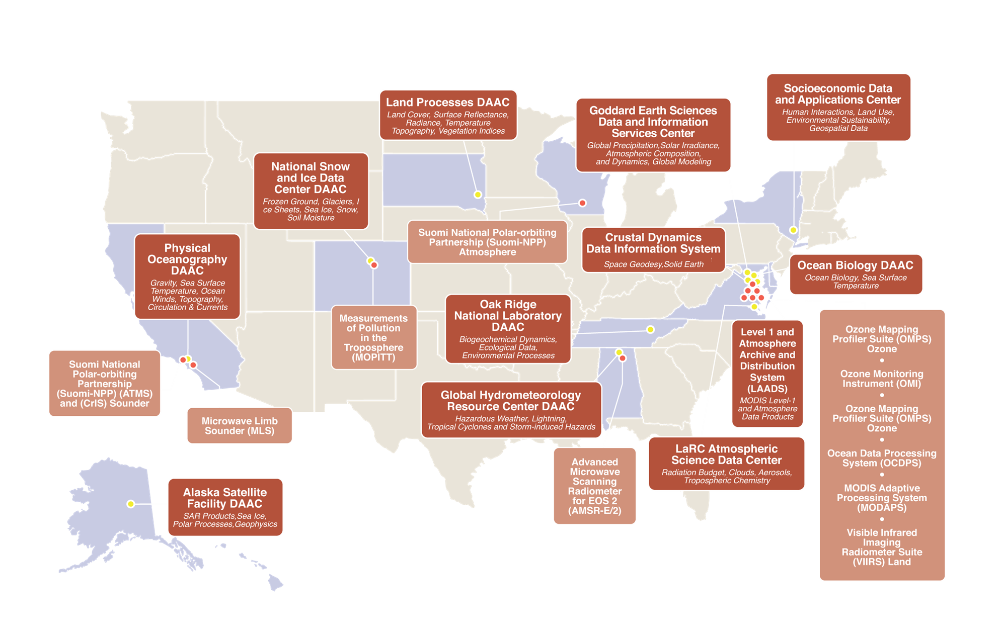 Socioeconomic Data
and Applications Center
Human Interactions, Land Use,
Environmental Sustainability,
Geospatial Data
Land Processes DAAC
Land Cover, Surface Reflectance,
Radiance, Temperature
Topography, Vegetation Indices
Goddard Earth Sciences
Data and Information
Services Center
Global Precipitation,Solar Irradiance,
Atmospheric Composition,
and Dynamics, Global Modeling
National Snow
and Ice Data
Center DAAC
Frozen Ground, Glaciers, I
ce Sheets, Sea Ice, Snow,
Soil Moisture
Suomi National Polar-orbiting
Partnership (Suomi-NPP)
Atmosphere
Crustal Dynamics
Data Information System
Space Geodesy,Solid Earth
Physical
Oceanography
DAAC
Gravity, Sea Surface
Temperature, Ocean
Winds, Topography,
Circulation & Currents
Ocean Biology DAAC
Ocean Biology, Sea Surface
Temperature
Oak Ridge
National Laboratory
DAAC
Biogeochemical Dynamics,
Ecological Data,
Environmental Processes
Measurements
of Pollution
in the
Troposphere
(MOPITT)
Level 1 and
Atmosphere
Archive and
Distribution
System
(LAADS)
MODIS Level-1
and Atmosphere
Data Products
Ozone Mapping
Profiler Suite (OMPS)
Ozone
•
Ozone Monitoring
Instrument (OMI)
•
Ozone Mapping
Profiler Suite (OMPS)
Ozone
•
Ocean Data Processing
System (OCDPS)
•
MODIS Adaptive
Processing System
(MODAPS)
•
Visible Infrared
Imaging
Radiometer Suite
(VIIRS) Land
Suomi National
Polar-orbiting
Partnership
(Suomi-NPP) (ATMS)
and (CrIS) Sounder
Microwave Limb
Sounder (MLS)
Global Hydrometeorology
Resource Center DAAC
Hazardous Weather, Lightning,
Tropical Cyclones and Storm-induced Hazards
LaRC Atmospheric
Science Data Center
Radiation Budget, Clouds, Aerosols,
Tropospheric Chemistry
Advanced
Microwave
Scanning
Radiometer
for EOS 2
(AMSR-E/2)
Alaska Satellite
Facility DAAC
SAR Products,Sea Ice,
Polar Processes,Geophysics